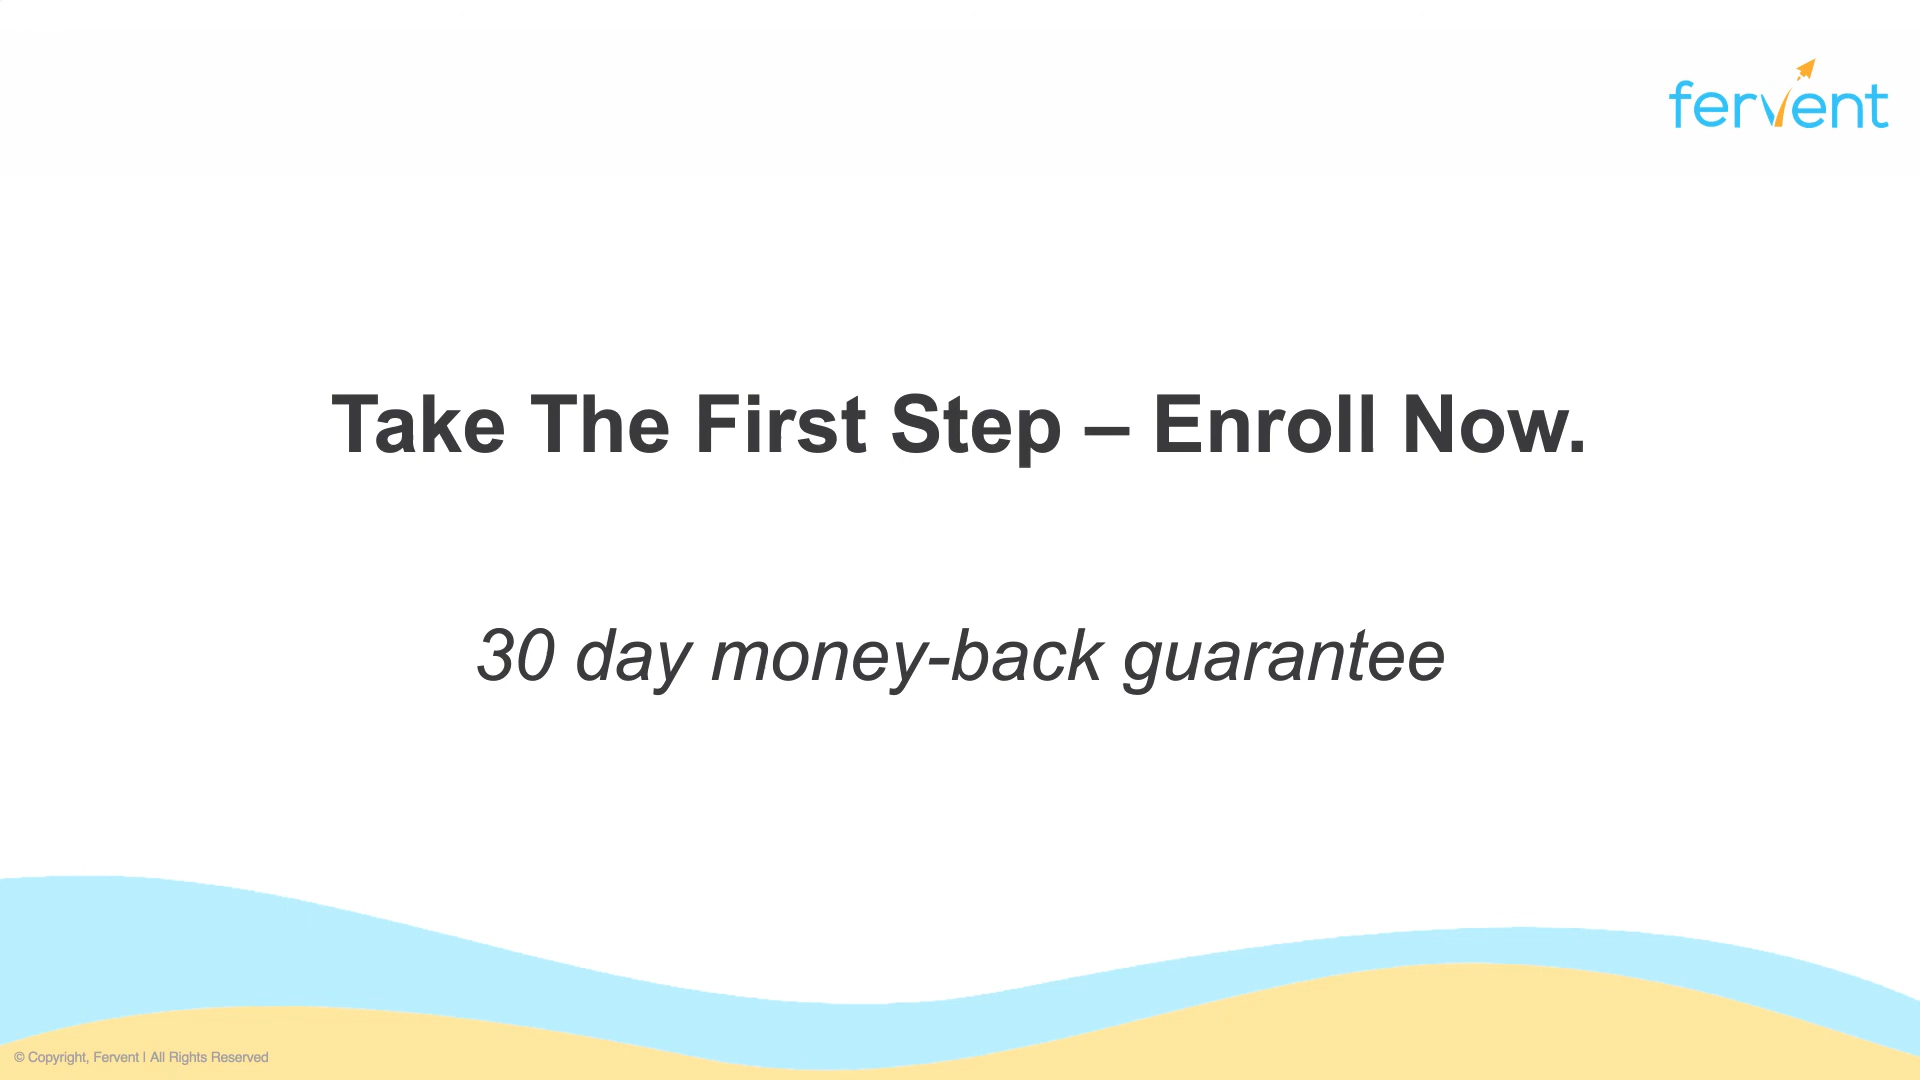 fervent
Take The First Step – Enroll Now.
30 day money-back guarantee
© Copyright, Fervent | All Rights Reserved